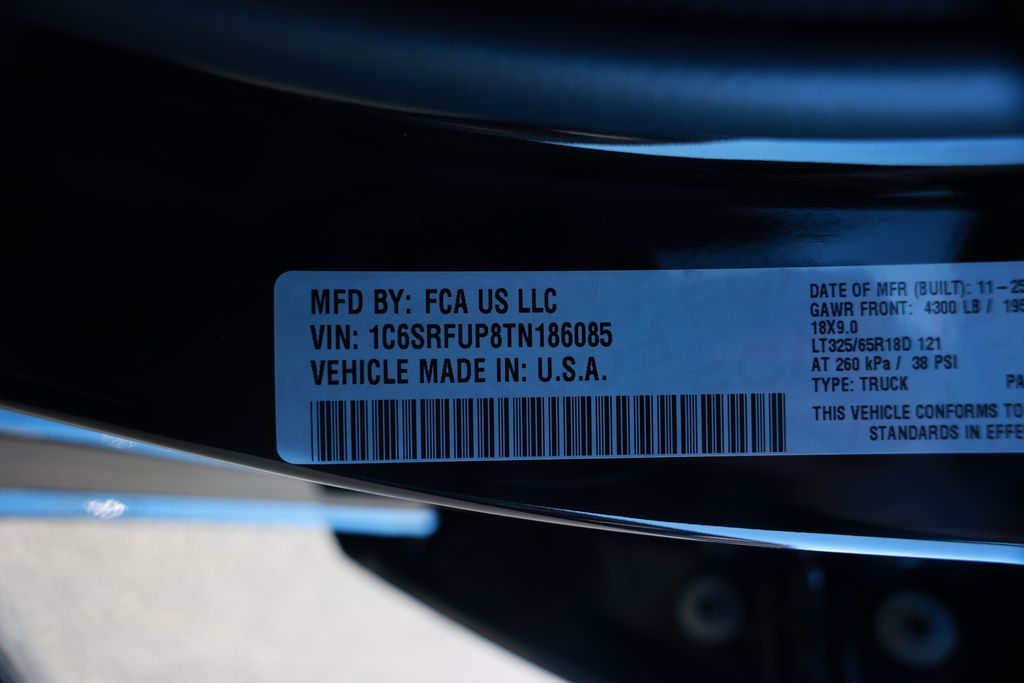 MFD BY: FCA US LLC
VIN: 1C6SRFUP8TN186085
VEHICLE MADE IN: U.S.A.
DATE OF MFR (BUILT): 11-25
GAWR FRONT: 4300 LB / 195
18X9.0
LT325/65R18D 121
AT 260 kPa / 38 PSI
TYPE: TRUCK PA
THIS VEHICLE CONFORMS TO
STANDARDS IN EFFE